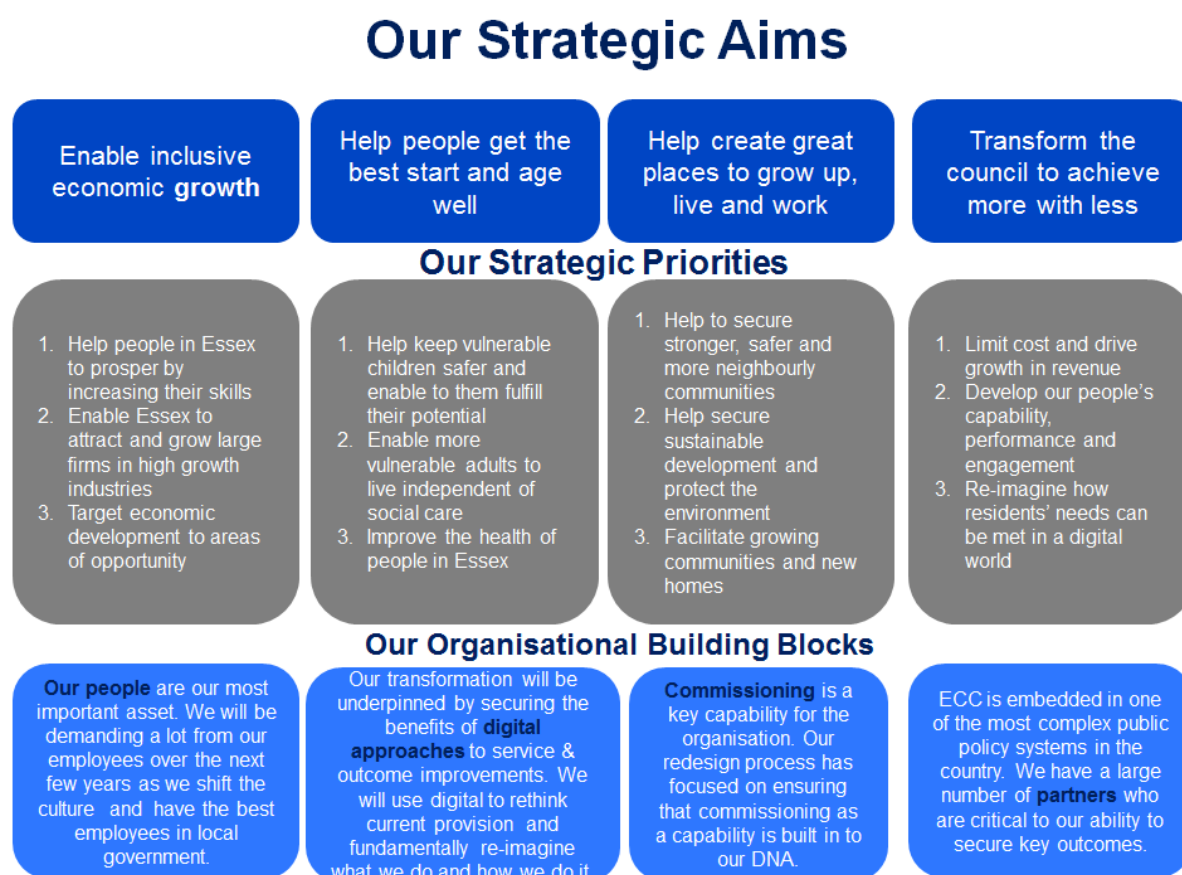 Our Strategic Aims
Enable inclusive
economic growth
Help people get the
best start and age
well
Help create great
places to grow up,
live and work
Transform the
council to achieve
more with less
Our Strategic Priorities
1. Help people in Essex
to prosper by
increasing their skills
2. Enable Essex to
attract and grow large
firms in high growth
industries
3. Target economic
development to areas
of opportunity
1. Help keep vulnerable
children safer and
enable to them fulfill
their potential
2. Enable more
vulnerable adults to
live independent of
social care
3. Improve the health of
people in Essex
1. Help to secure
stronger, safer and
more neighbourly
communities
2. Help secure
sustainable
development and
protect the
environment
3. Facilitate growing
communities and new
homes
1. Limit cost and drive
growth in revenue
2. Develop our people's
capability,
performance and
engagement
3. Re-imagine how
residents' needs can
be met in a digital
world
Our Organisational Building Blocks
Our people are our most
important asset. We will be
demanding a lot from our
employees over the next
few years as we shift the
culture and have the best
employees in local
government.
Our transformation will be
underpinned by securing the
benefits of digital
approaches to service &
outcome improvements. We
will use digital to rethink
current provision and
fundamentally re-imagine
what we do and how we do it
Commissioning is a
key capability for the
organisation. Our
redesign process has
focused on ensuring
that commissioning as
a capability is built in to
our DNA.
ECC is embedded in one
of the most complex public
policy systems in the
country. We have a large
number of partners who
are critical to our ability to
secure key outcomes.